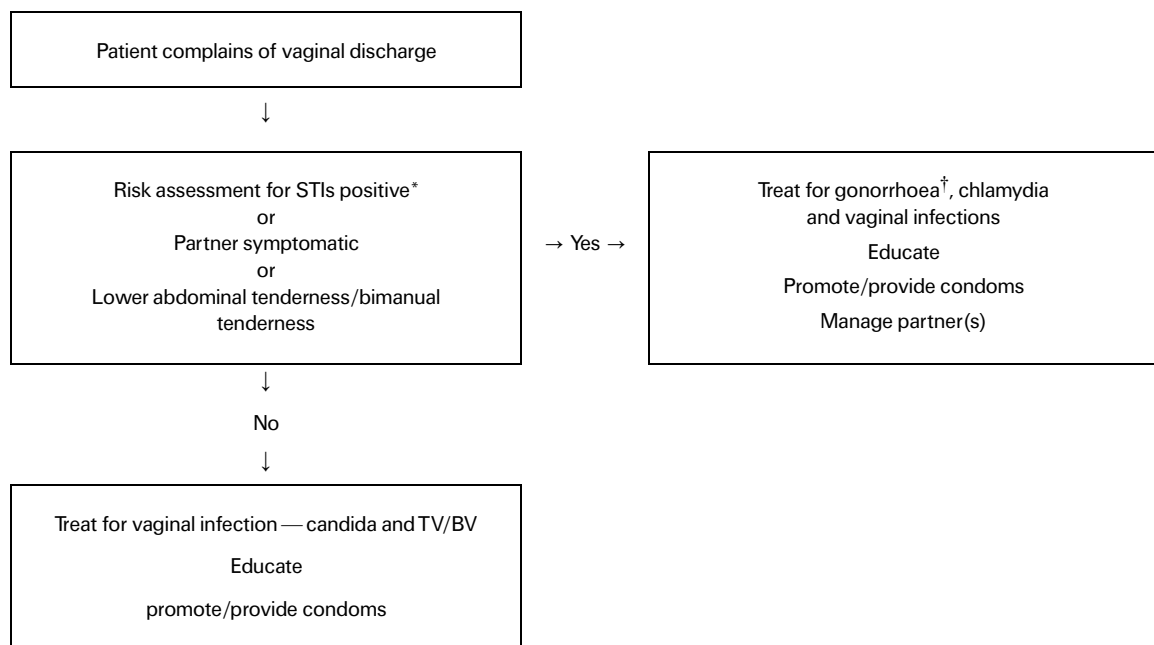 Patient complains of vaginal discharge
↓
Risk assessment for STIs positive*
or
Partner symptomatic
or
Lower abdominal tenderness/bimanual
tenderness
→ Yes →
Treat for gonorrhoea†, chlamydia
and vaginal infections
Educate
Promote/provide condoms
Manage partner(s)
↓
No
↓
Treat for vaginal infection — candida and TV/BV
Educate
promote/provide condoms